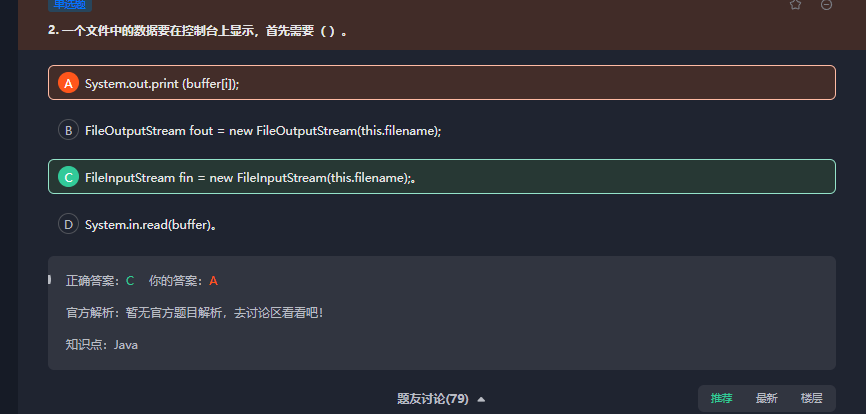 单选题
2. 一个文件中的数据要在控制台上显示，首先需要（ ）。
A System.out.print (buffer[i]);
B FileOutputStream fout = new FileOutputStream(this.filename);
C FileInputStream fin = new FileInputStream(this.filename);。
D System.in.read(buffer)。
正确答案：C 你的答案：A
官方解析：暂无官方题目解析，去讨论区看看吧！
知识点：Java
题友讨论(79) 推荐 最新 楼层